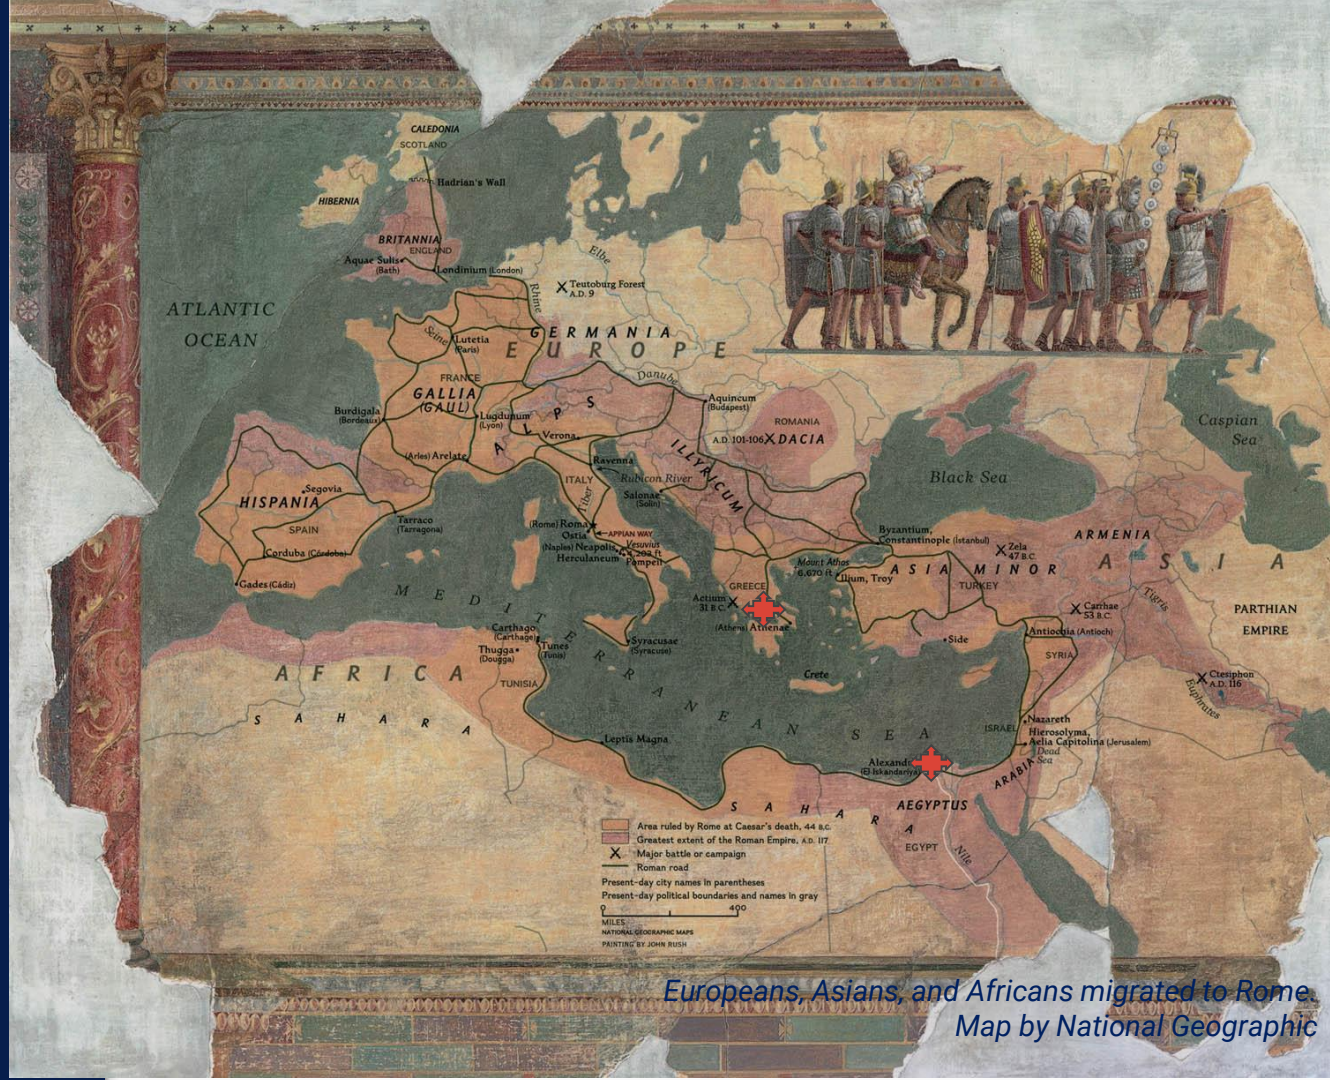 CALEDONIA
SCOTLAND
Hadrian's Wall
HIBERNIA
BRITANNIA
ENGLAND
Aquae Sulis
(Bath)
Londinium (London)
ATLANTIC
OCEAN
Elbe
Rhine
Teutoburg Forest
A.D. 9
GERMANIA
EUROPE
Seine
Lutetia
(Paris)
FRANCE
GALLIA
(GAUL)
Danube
Aquincum
(Budapest)
ROMANIA
A.D. 101-106
DACIA
Burdigala
(Bordeaux)
Lugdunum
(Lyon)
ALPS
Verona
(Arles) Arelate
Ravenna
ILLYRICUM
Caspian
Sea
Black Sea
Segovia
HISPANIA
SPAIN
ITALY
Rubicon River
Tiber
Salonae
(Solin)
Tarraco
(Tarragona)
(Rome) Roma
Ostia
APPIAN WAY
(Naples) Neapolis
Herculaneum
Vesuvius
4,203 ft
Pompeii
Corduba (Córdoba)
Gades (Cádiz)
Byzantium,
Constantinople (İstanbul)
Mount Athos
6,670 ft
Ilium, Troy
Zela
47 B.C.
ARMENIA
ASIA
ASIA MINOR
TURKEY
GREECE
Actium
31 B.C.
(Athens) Athenae
Tigris
Carrhae
53 B.C.
PARTHIAN
EMPIRE
MEDITERRANEAN SEA
Carthago
(Carthage)
Tunes
(Tunis)
Thugga
(Dougga)
TUNISIA
Syracusae
(Syracuse)
Side
Antiochia (Antioch)
SYRIA
Crete
Ctesiphon
A.D. 116
Euphrates
AFRICA
SAHARA
Leptis Magna
ISRAEL
Nazareth
Hierosolyma,
Aelia Capitolina (Jerusalem)
Dead
Sea
ARABIA
(El Iskandariya)
AEGYPTUS
EGYPT
Nile
SAHARA
Area ruled by Rome at Caesar's death, 44 B.C.
Greatest extent of the Roman Empire, A.D. 117
Major battle or campaign
Roman road
Present-day city names in parentheses
Present-day political boundaries and names in gray
0 400
MILES
NATIONAL GEOGRAPHIC MAPS
PAINTING BY JOHN RUSH
Europeans, Asians, and Africans migrated to Rome.
Map by National Geographic